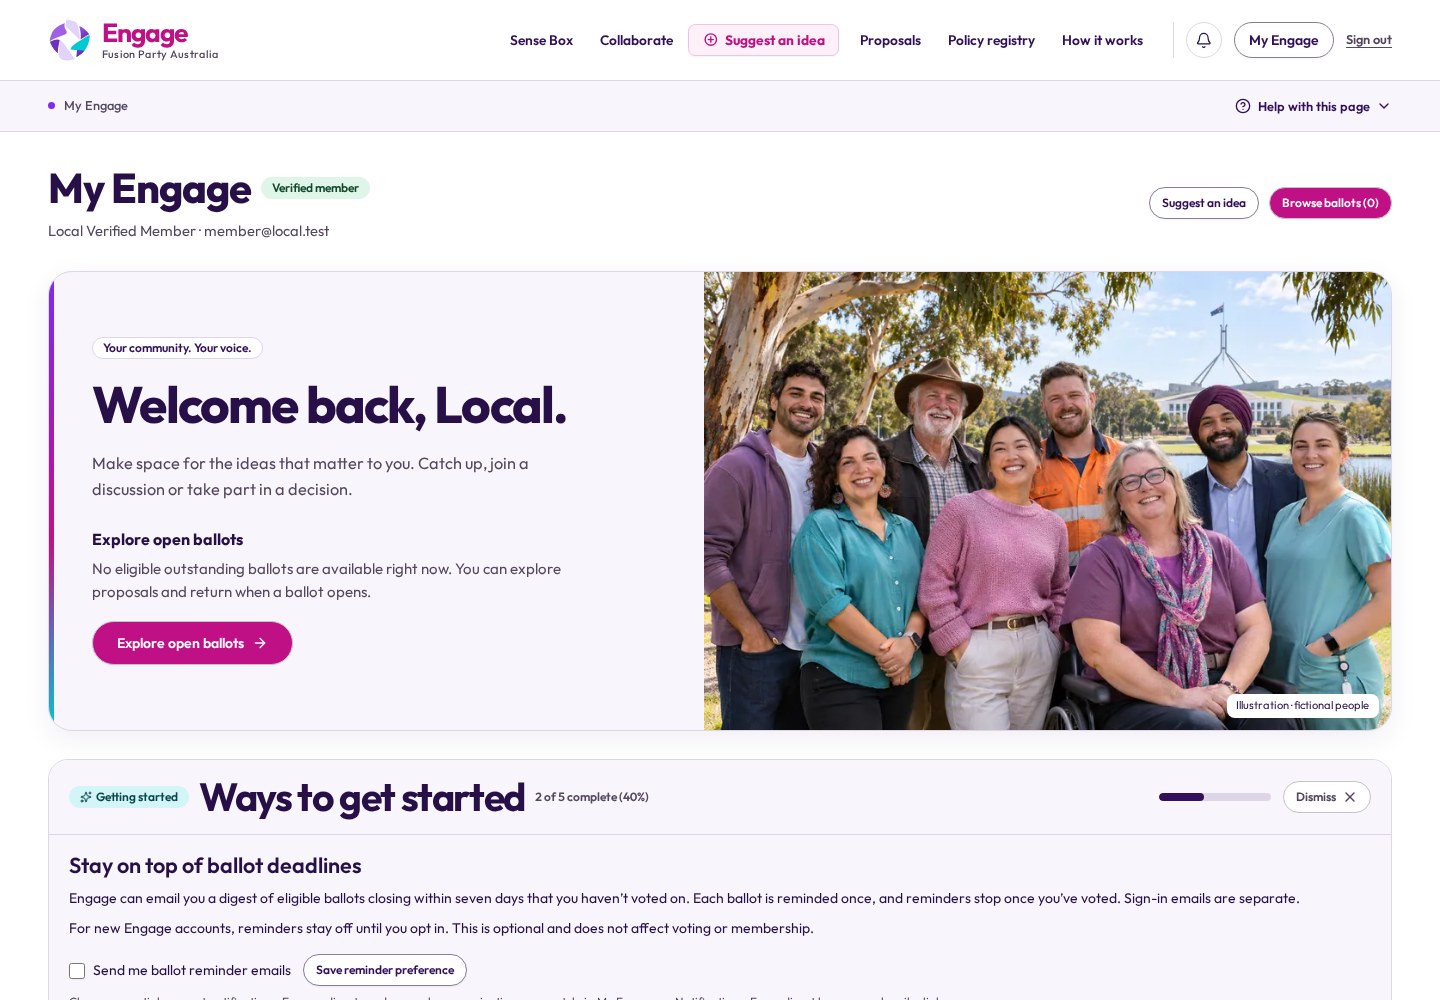 Engage
Fusion Party Australia
Sense Box
Collaborate
Suggest an idea
Proposals
Policy registry
How it works
My Engage
Sign out
My Engage
Help with this page
My Engage
Verified member
Local Verified Member · member@local.test
Suggest an idea
Browse ballots (0)
Your community. Your voice.
Welcome back, Local.
Make space for the ideas that matter to you. Catch up, join a
discussion or take part in a decision.
Explore open ballots
No eligible outstanding ballots are available right now. You can explore
proposals and return when a ballot opens.
Explore open ballots
Illustration · fictional people
Getting started
Ways to get started
2 of 5 complete (40%)
Dismiss
Stay on top of ballot deadlines
Engage can email you a digest of eligible ballots closing within seven days that you haven't voted on. Each ballot is reminded once, and reminders stop once you've voted. Sign-in emails are separate.
For new Engage accounts, reminders stay off until you opt in. This is optional and does not affect voting or membership.
Send me ballot reminder emails
Save reminder preference